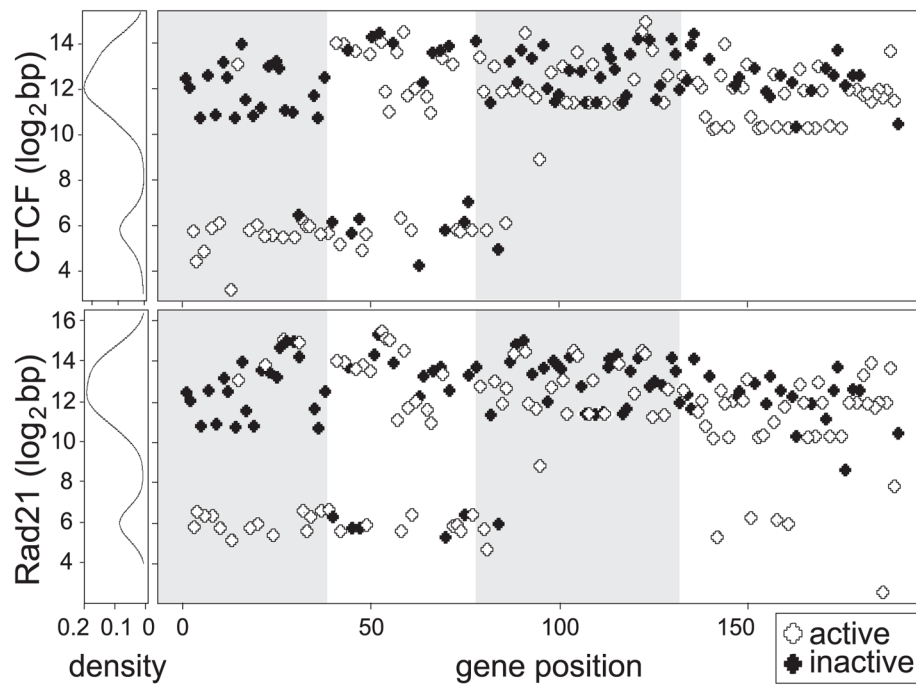 CTCF (log2bp)
14
12
10
8
6
4
Rad21 (log2bp)
16
14
12
10
8
6
4
0.2 0.1 0
0 50 100 150
density
gene position
active
inactive